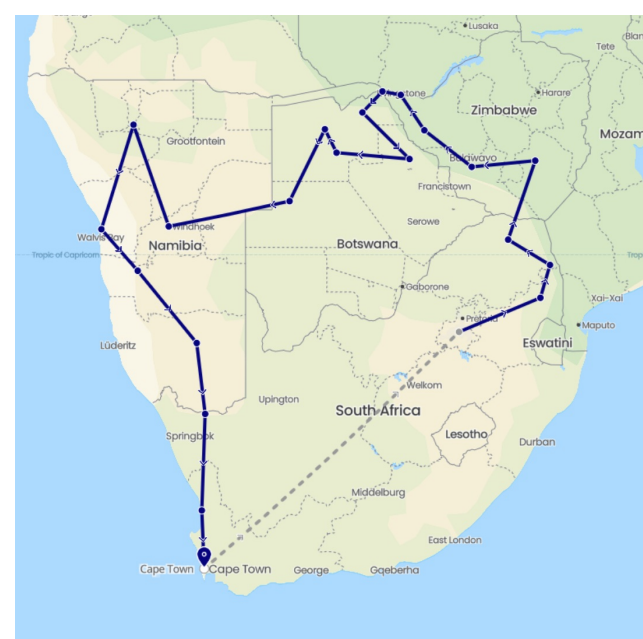 Lusaka
Tete
Harare
Zimbabwe
Mozam
Grootfontein
Bulawayo
Francistown
Serowe
Windhoek
Walvis Bay
Namibia
Botswana
Tropic of Capricorn
Gaborone
Xai-Xai
Pretoria
Maputo
Eswatini
Lüderitz
Welkom
Upington
South Africa
Lesotho
Springbok
Durban
Middelburg
East London
Cape Town
Cape Town
George
Gqeberha